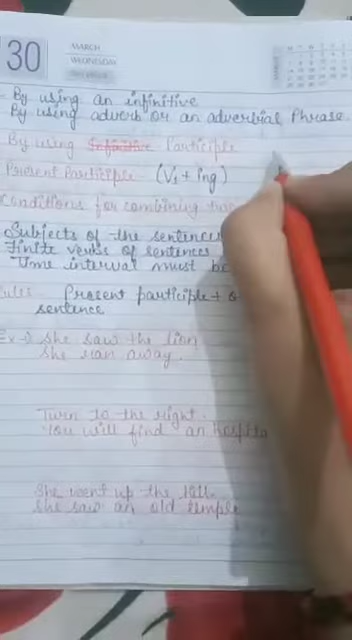 30 MARCH
WEDNESDAY
By using an infinitive
By using adverb or an adverbial Phrase.
By using Infinitive Participle
Present Participle - (V1 + ing)
Conditions for combining
Subjects of the sentence
Finite verbs of sentences
Time interval must be
Present participle +
sentence
Ex - She saw the lion
She ran away.
Turn to the right.
You will find an
She went up the hill.
She saw an old temple